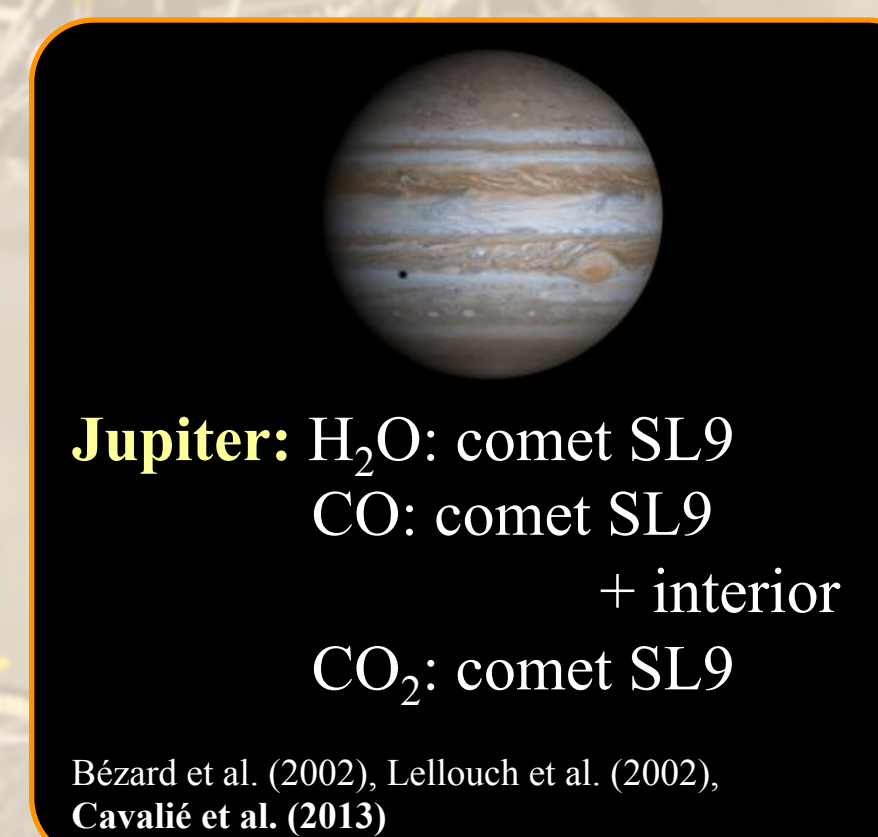 Jupiter: H₂O: comet SL9
CO: comet SL9
+ interior
CO₂: comet SL9
Bézard et al. (2002), Lellouch et al. (2002),
Cavalié et al. (2013)